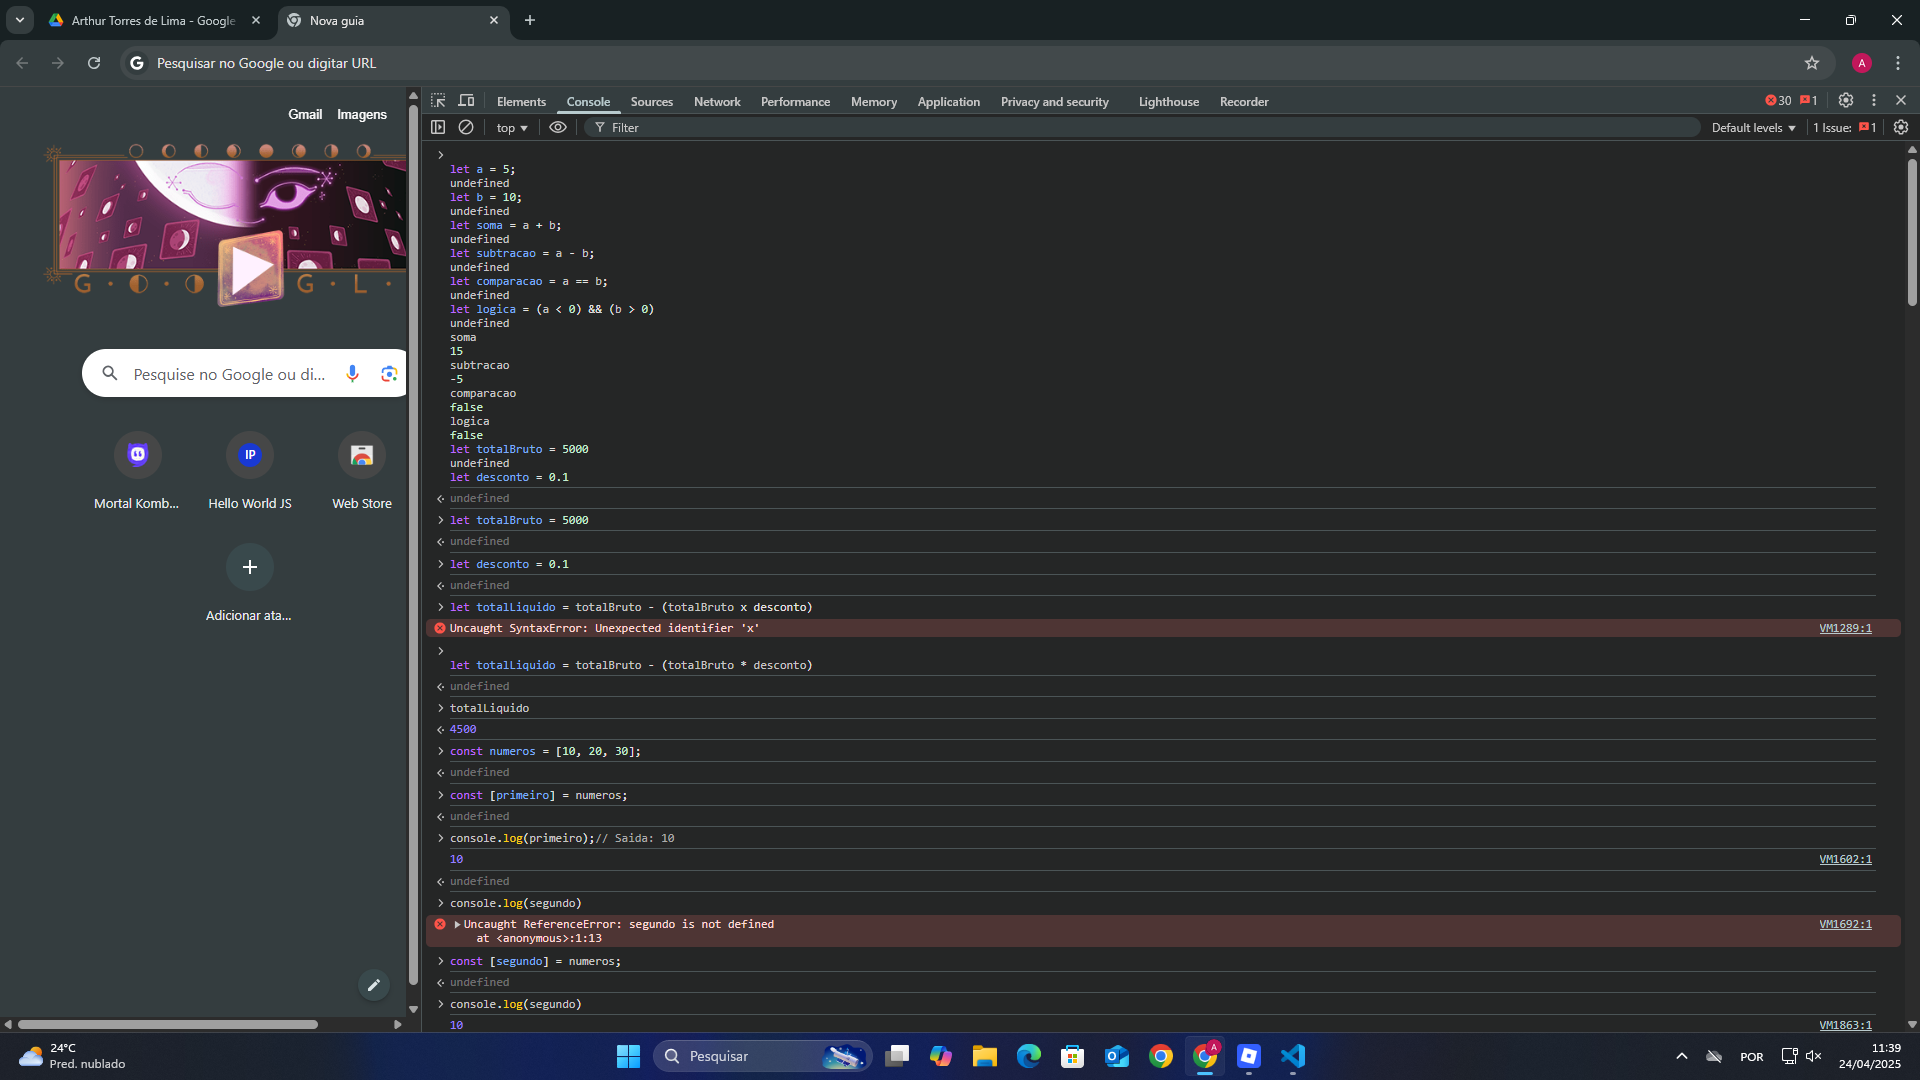 Arthur Torres de Lima - Google
Nova guia
Pesquisar no Google ou digitar URL
A
Gmail
Imagens
G L
Pesquise no Google ou di...
IP
Mortal Komb...
Hello World JS
Web Store
Adicionar ata...
Elements
Console
Sources
Network
Performance
Memory
Application
Privacy and security
Lighthouse
Recorder
30
1
top
Filter
Default levels
1 Issue:
1
let a = 5;
undefined
let b = 10;
undefined
let soma = a + b;
undefined
let subtracao = a - b;
undefined
let comparacao = a == b;
undefined
let logica = (a < 0) && (b > 0)
undefined
soma
15
subtracao
-5
comparacao
false
logica
false
let totalBruto = 5000
undefined
let desconto = 0.1
undefined
let totalBruto = 5000
undefined
let desconto = 0.1
undefined
let totalLiquido = totalBruto - (totalBruto x desconto)
Uncaught SyntaxError: Unexpected identifier 'x'
VM1289:1
let totalLiquido = totalBruto - (totalBruto * desconto)
undefined
totalLiquido
4500
const numeros = [10, 20, 30];
undefined
const [primeiro] = numeros;
undefined
console.log(primeiro);// Saida: 10
10
VM1602:1
undefined
console.log(segundo)
Uncaught ReferenceError: segundo is not defined
VM1692:1
at <anonymous>:1:13
const [segundo] = numeros;
undefined
console.log(segundo)
10
VM1863:1
24°C
Pred. nublado
Pesquisar
A
POR
11:39
24/04/2025